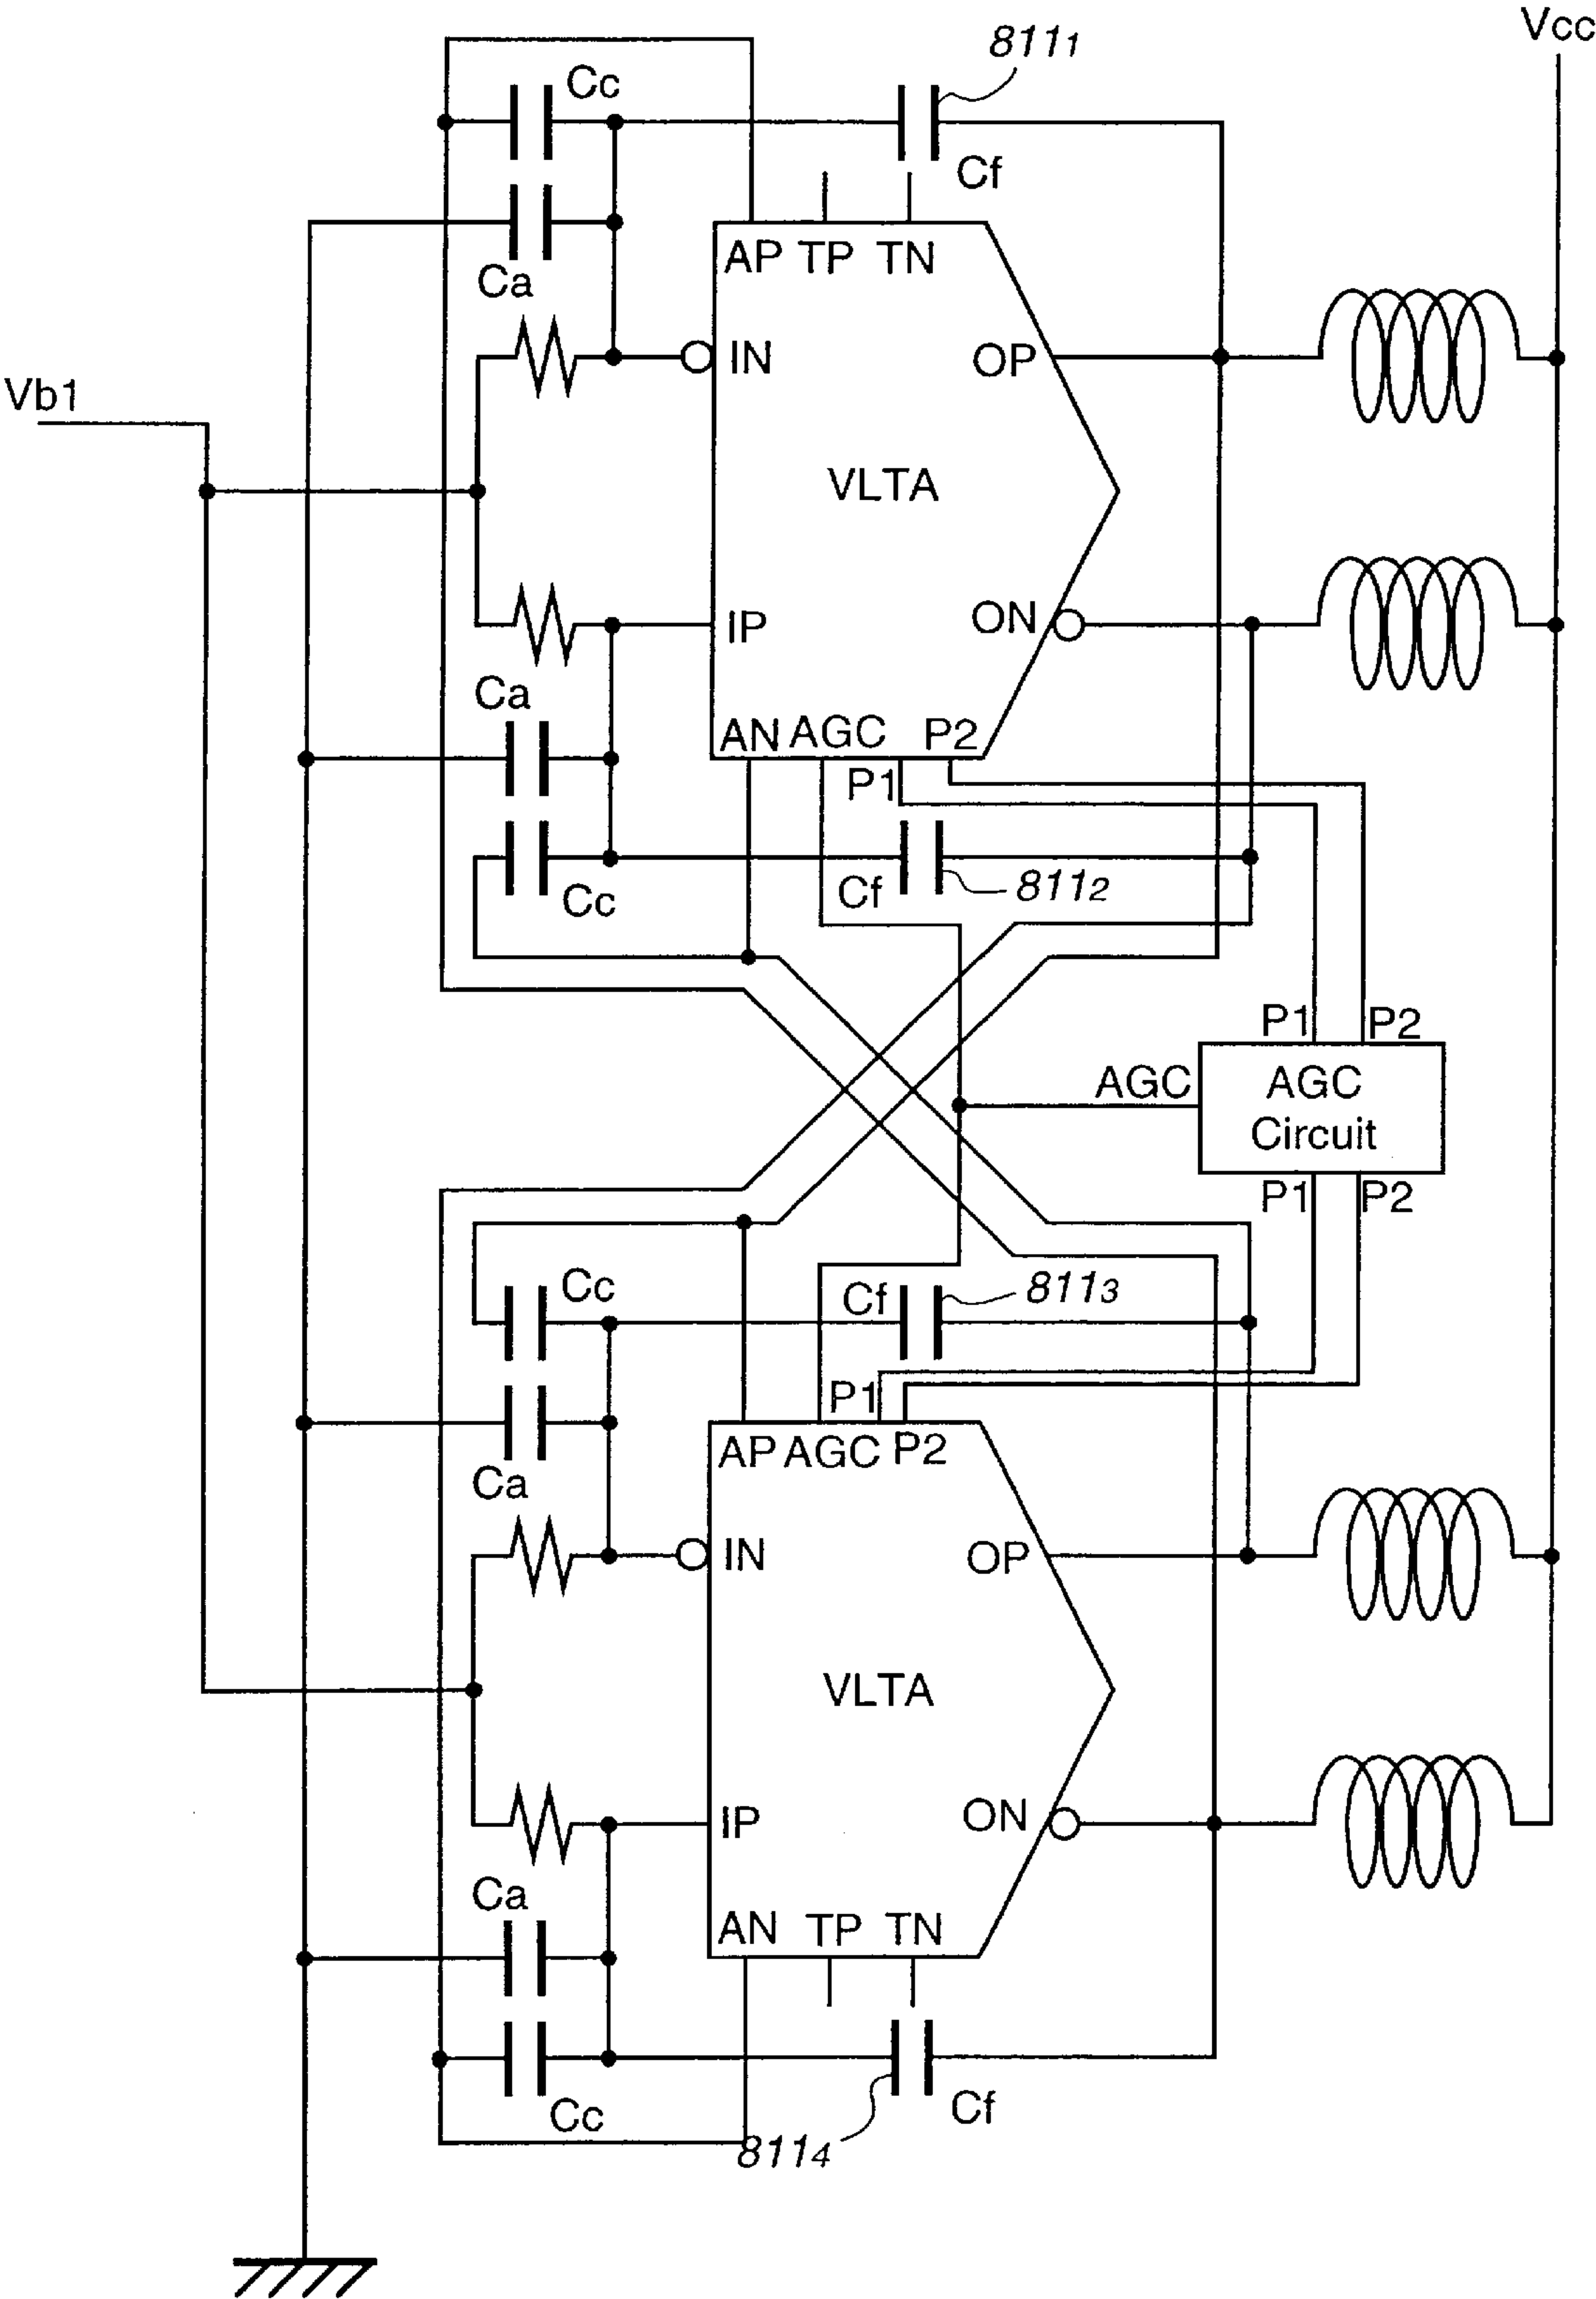 Vcc
811₁
Cc
Cf
Ca
AP TP TN
IN
OP
Vb1
VLTA
IP
ON
Ca
AN AGC P2
P1
Cf
811₂
Cc
P1 P2
AGC
AGC
Circuit
P1 P2
Cc
Cf
811₃
P1
AP AGC P2
Ca
IN
OP
VLTA
IP
ON
Ca
AN TP TN
Cc
Cf
811₄